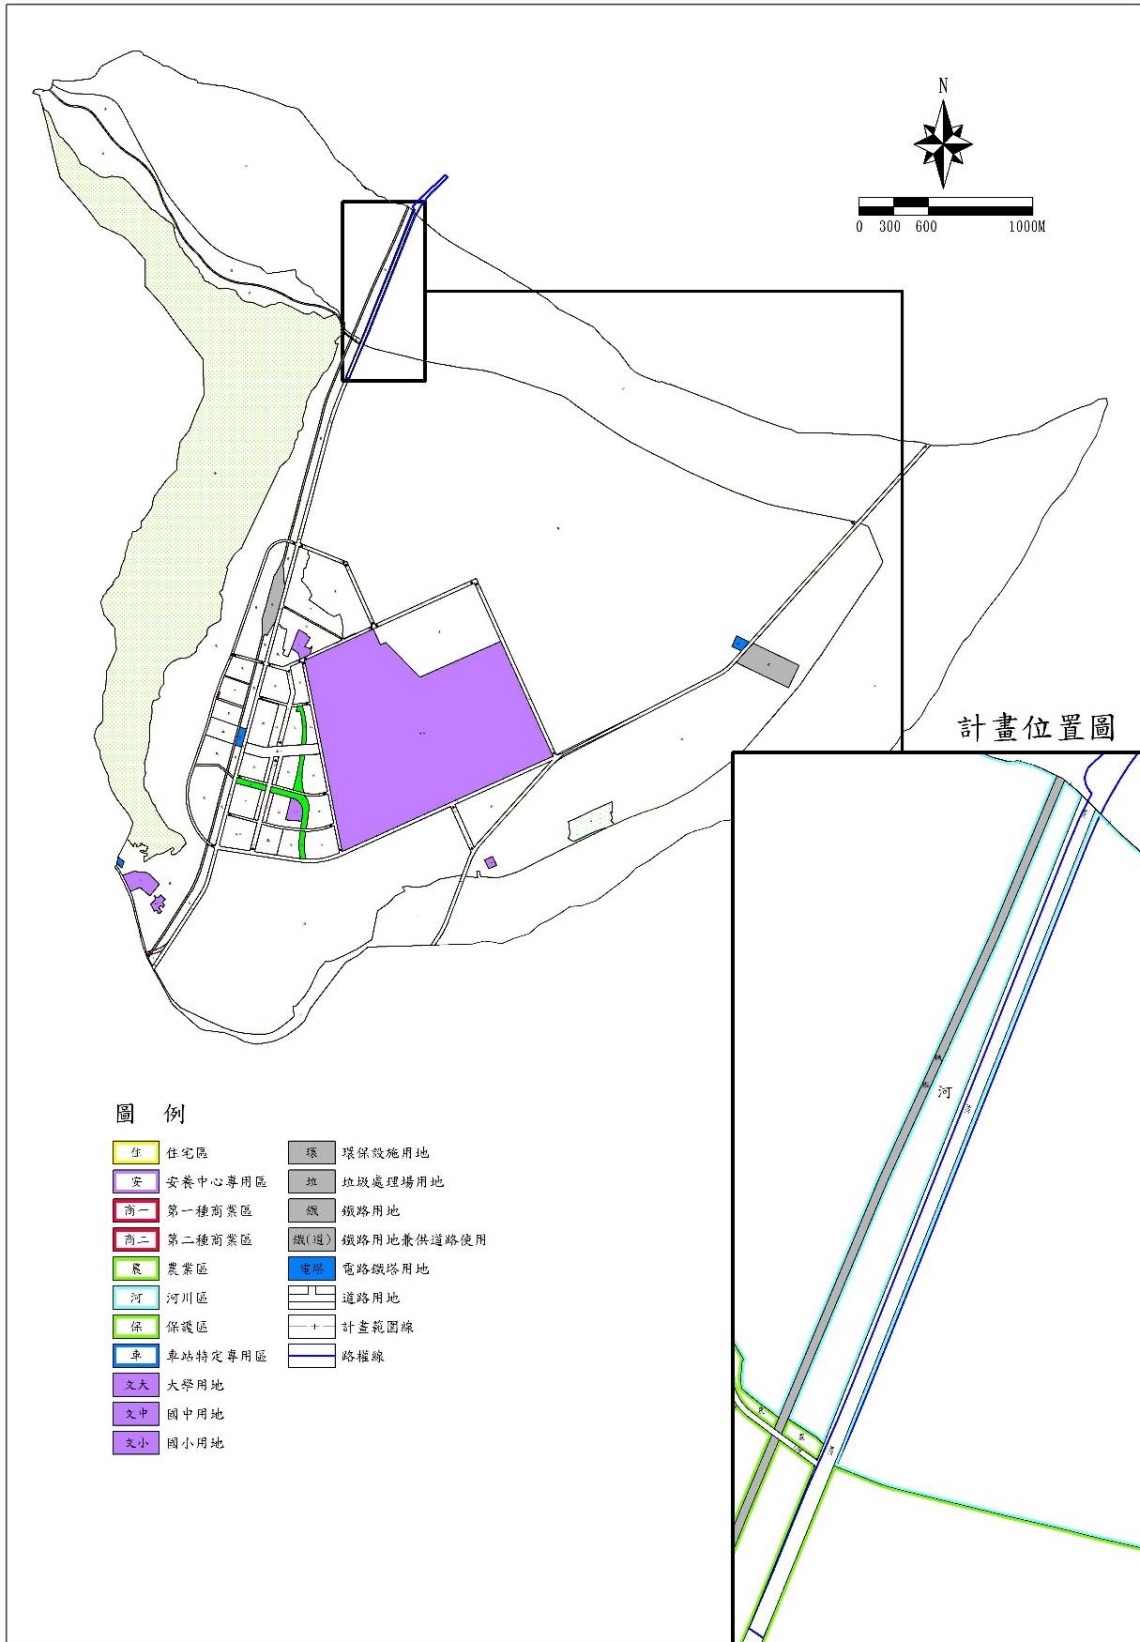 N
0 300 600 1000M
計畫位置圖
河
圖 例
住 住宅區
安 安養中心專用區
商一 第一種商業區
商二 第二種商業區
農 農業區
河 河川區
保 保護區
車 車站特定專用區
文大 大學用地
文中 國中用地
文小 國小用地
環 環保設施用地
垃 垃圾處理場用地
鐵 鐵路用地
鐵(道) 鐵路用地兼供道路使用
電塔 電路鐵塔用地
道路用地
計畫範圍線
路權線